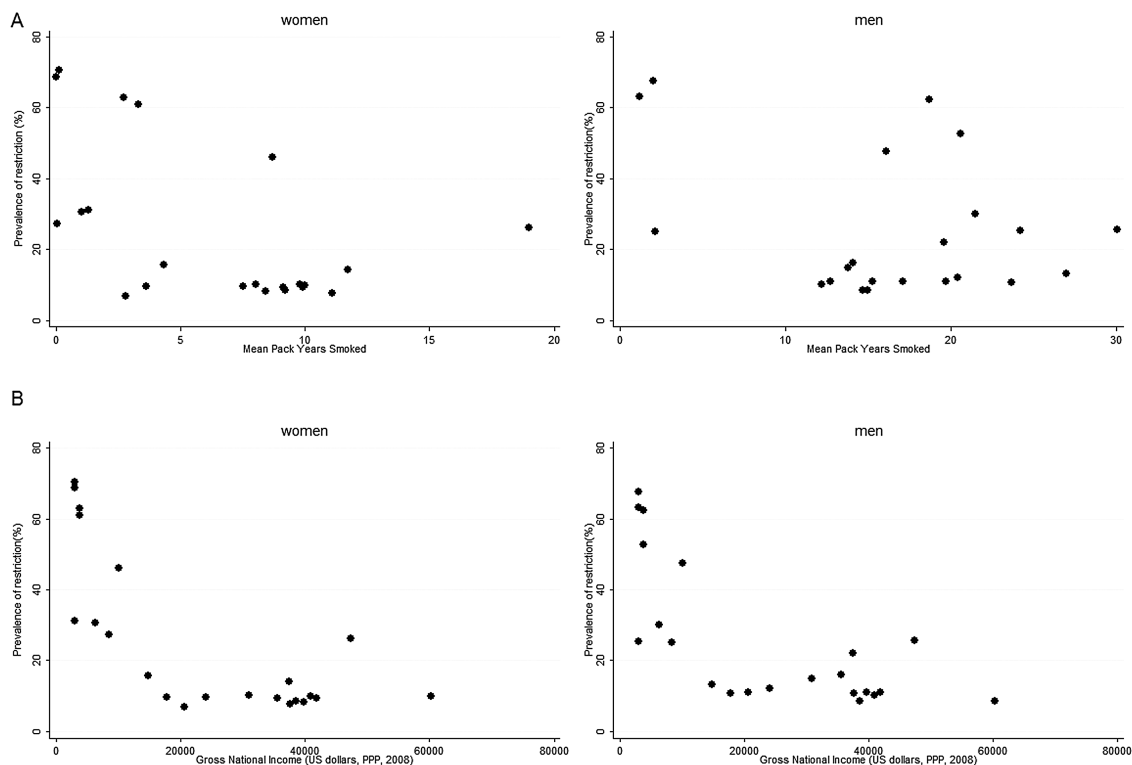 A
women
men
Prevalence of restriction (%)
80
60
40
20
0
0 5 10 15 20
Mean Pack Years Smoked
Prevalence of restriction(%)
80
60
40
20
0
0 10 20 30
Mean Pack Years Smoked
B
women
men
Prevalence of restriction(%)
80
60
40
20
0
0 20000 40000 60000 80000
Gross National Income (US dollars, PPP, 2008)
Prevalence of restriction(%)
80
60
40
20
0
0 20000 40000 60000 80000
Gross National Income (US dollars, PPP, 2008)